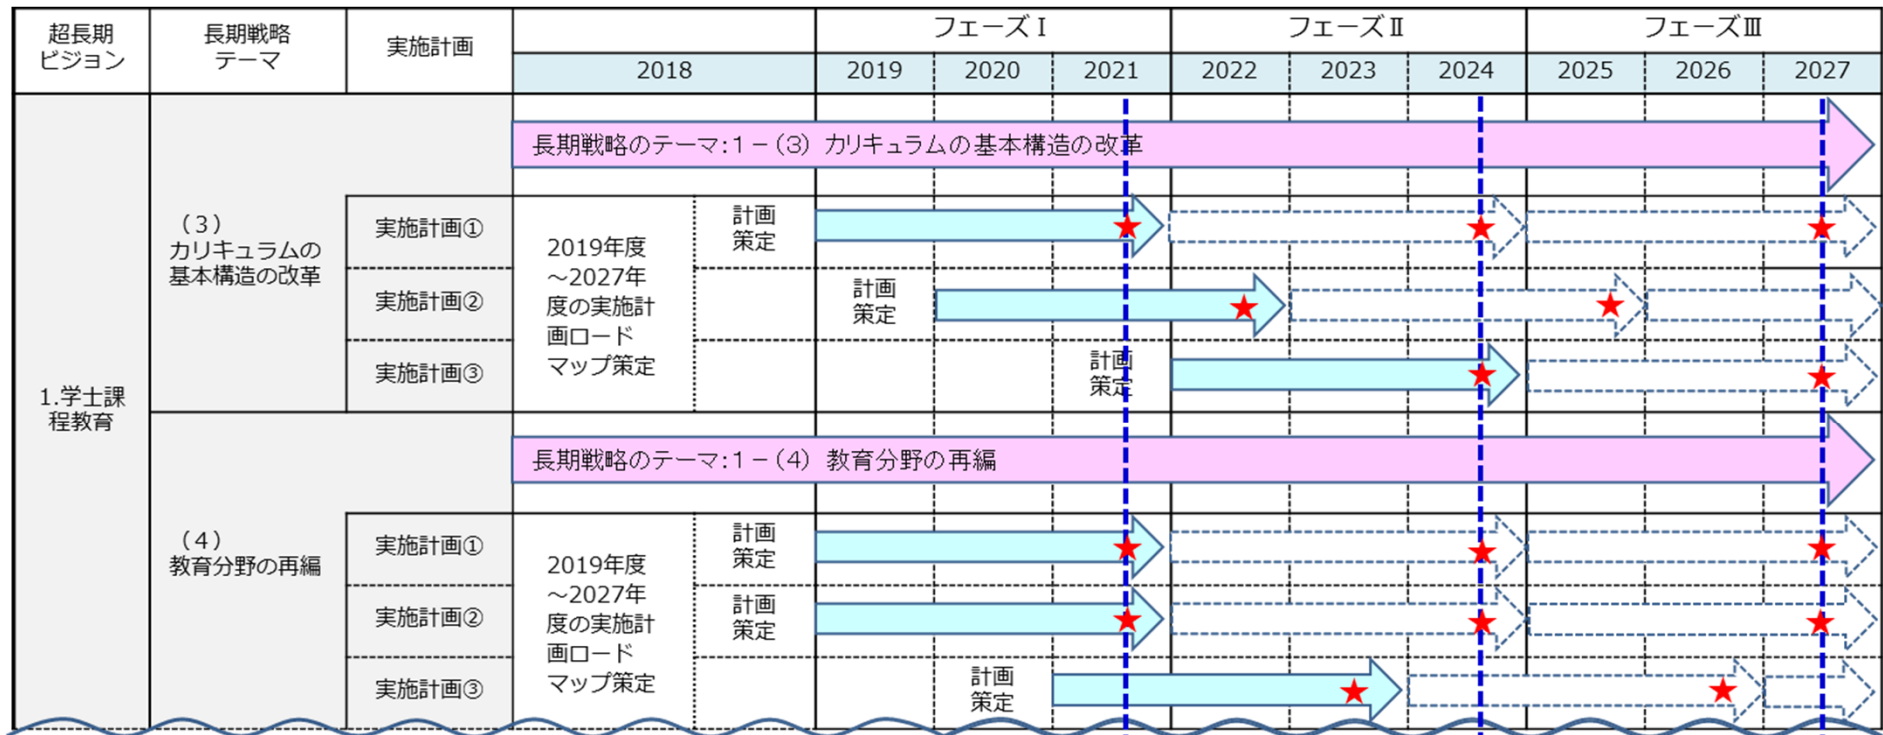 超長期
ビジョン
長期戦略
テーマ
実施計画
フェーズⅠ
フェーズⅡ
フェーズⅢ
2018
2019
2020
2021
2022
2023
2024
2025
2026
2027
1.学士課
程教育
（3）
カリキュラムの
基本構造の改革
長期戦略のテーマ：１－（３） カリキュラムの基本構造の改革
実施計画①
実施計画②
実施計画③
2019年度
～2027年
度の実施計
画ロード
マップ策定
計画
策定
計画
策定
計画
策定
（4）
教育分野の再編
長期戦略のテーマ：１－（４） 教育分野の再編
実施計画①
実施計画②
実施計画③
2019年度
～2027年
度の実施計
画ロード
マップ策定
計画
策定
計画
策定
計画
策定